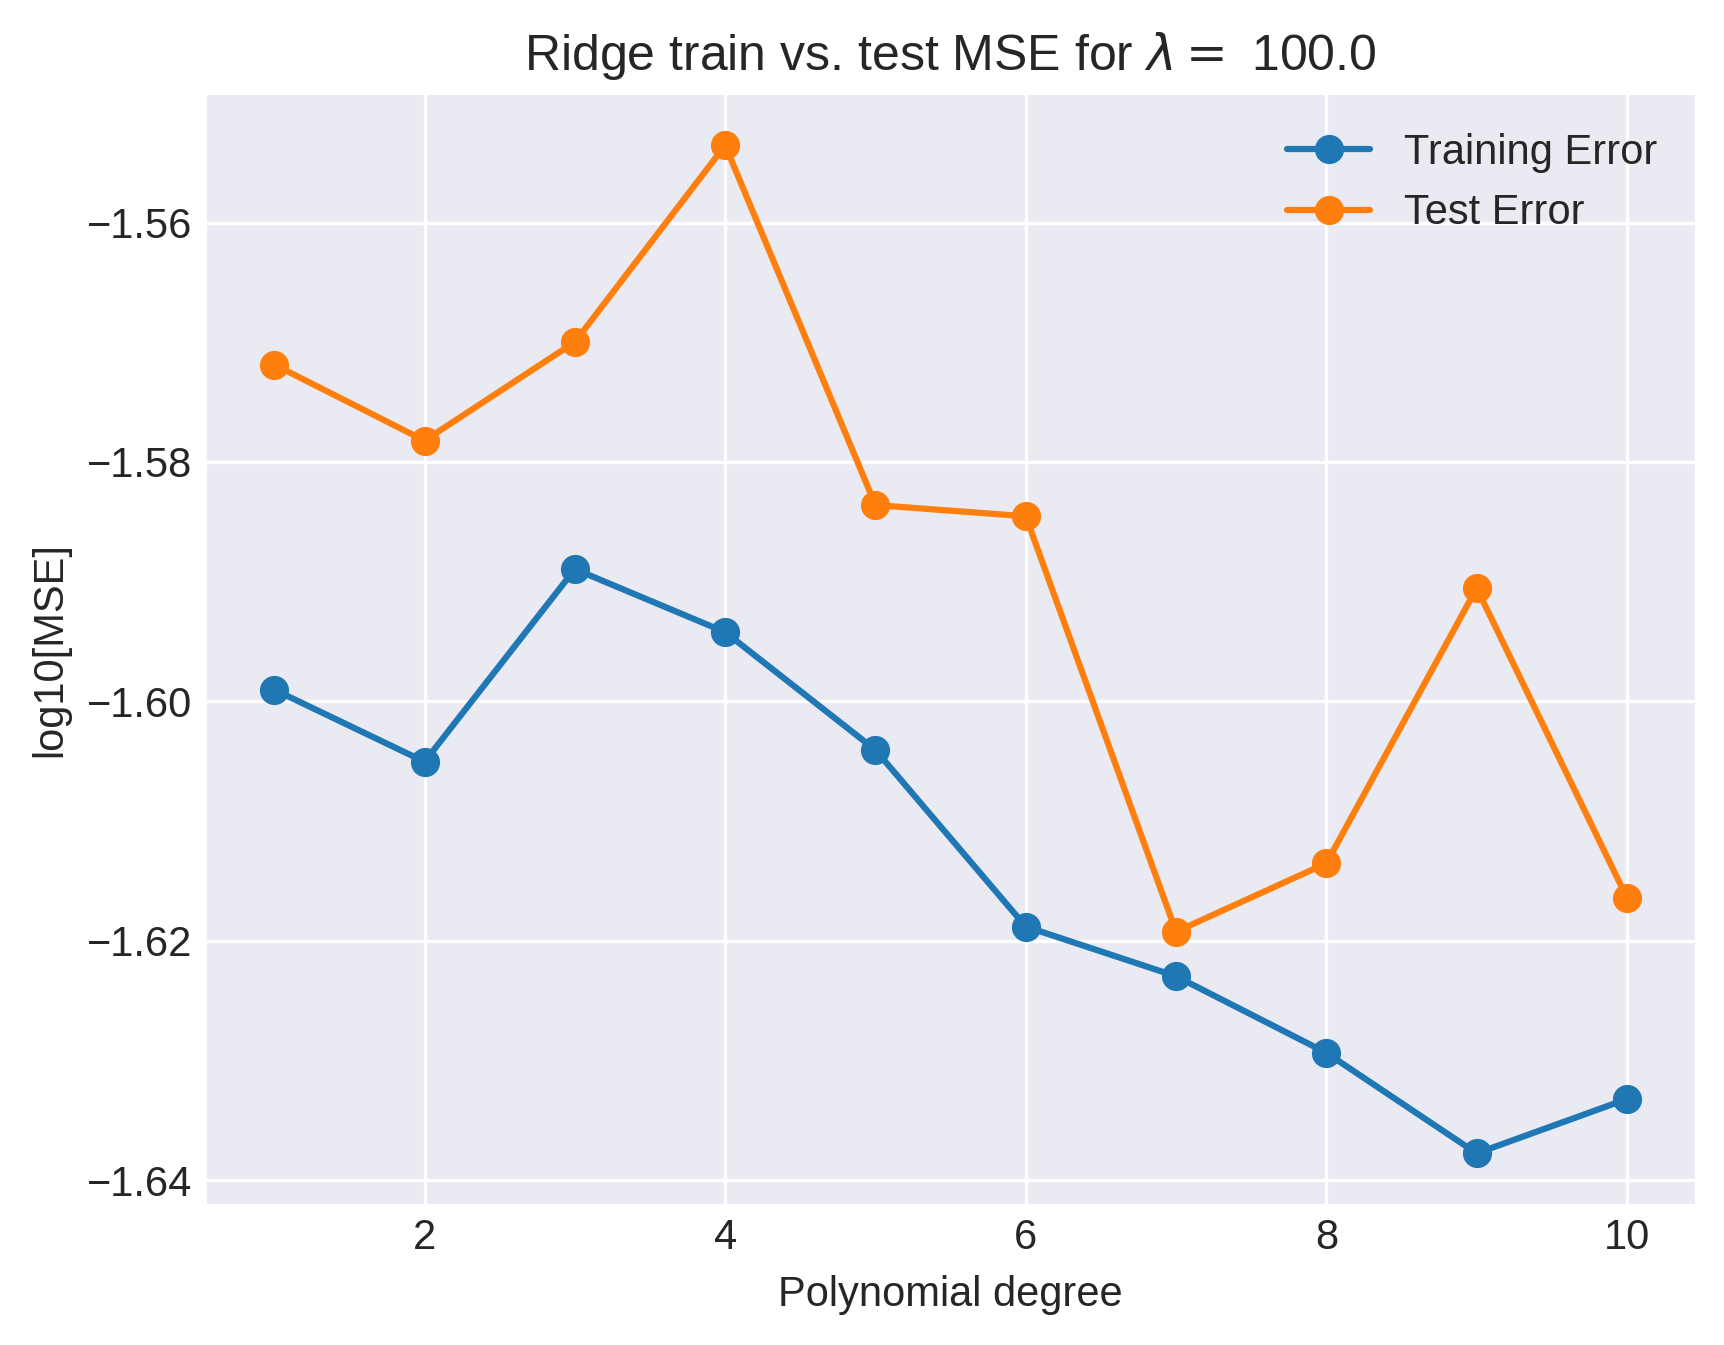 Ridge train vs. test MSE for λ = 100.0
Training Error
Test Error
−1.56
−1.58
−1.60
−1.62
−1.64
log10[MSE]
2 4 6 8 10
Polynomial degree